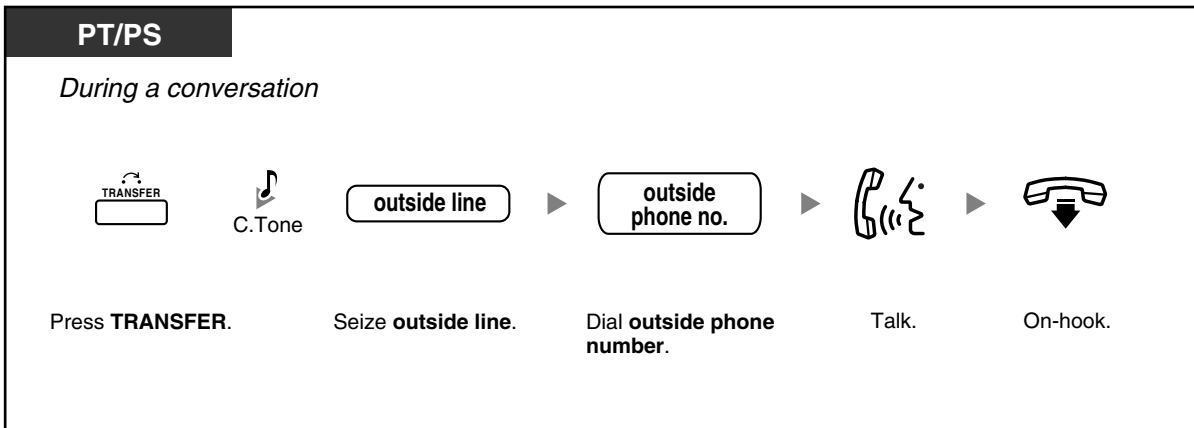 PT/PS
During a conversation
TRANSFER
C.Tone
outside line
outside
phone no.
Press TRANSFER.
Seize outside line.
Dial outside phone
number.
Talk.
On-hook.